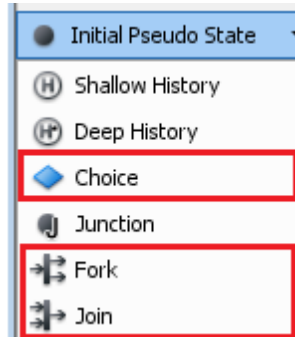 Initial Pseudo State
H Shallow History
H* Deep History
Choice
Junction
Fork
Join